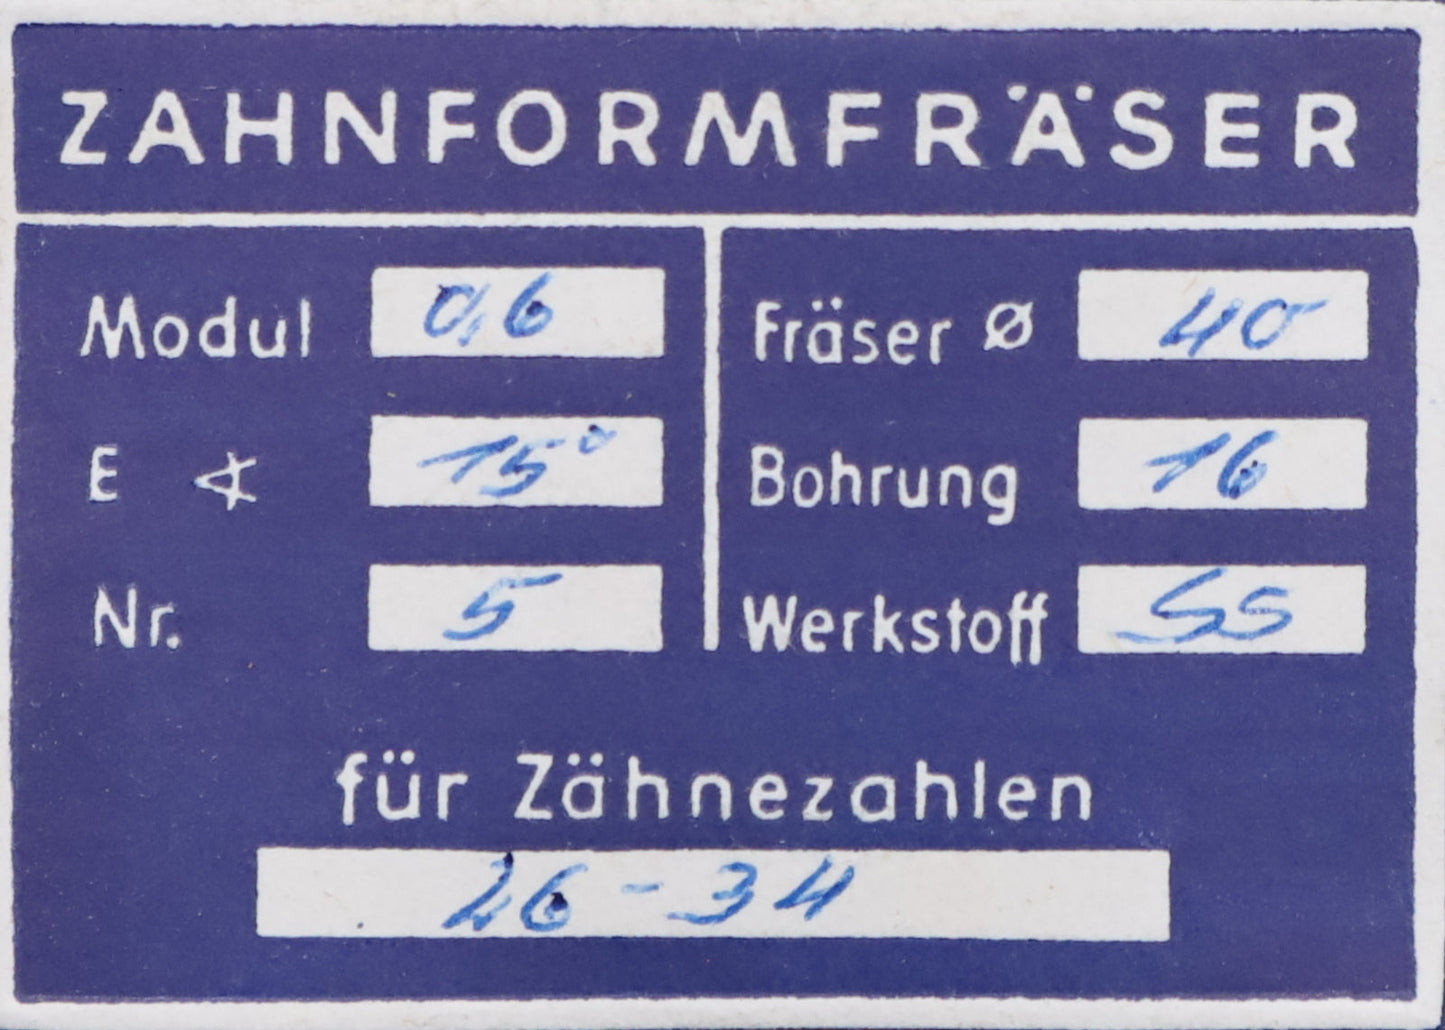 ZAHNFORMFRÄSER
Modul 0,6
E ∢ 15°
Nr. 5
Fräser Ø 40
Bohrung 16
Werkstoff SS
für Zähnezahlen
26-34